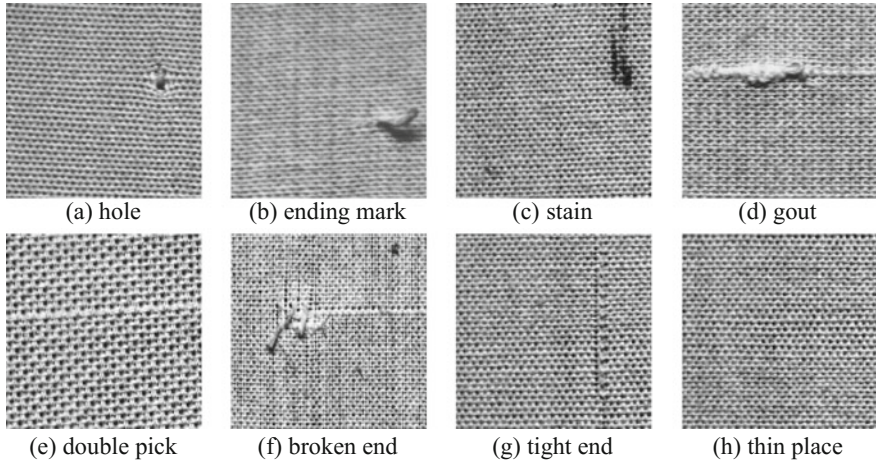 (a) hole
(b) ending mark
(c) stain
(d) gout
(e) double pick
(f) broken end
(g) tight end
(h) thin place